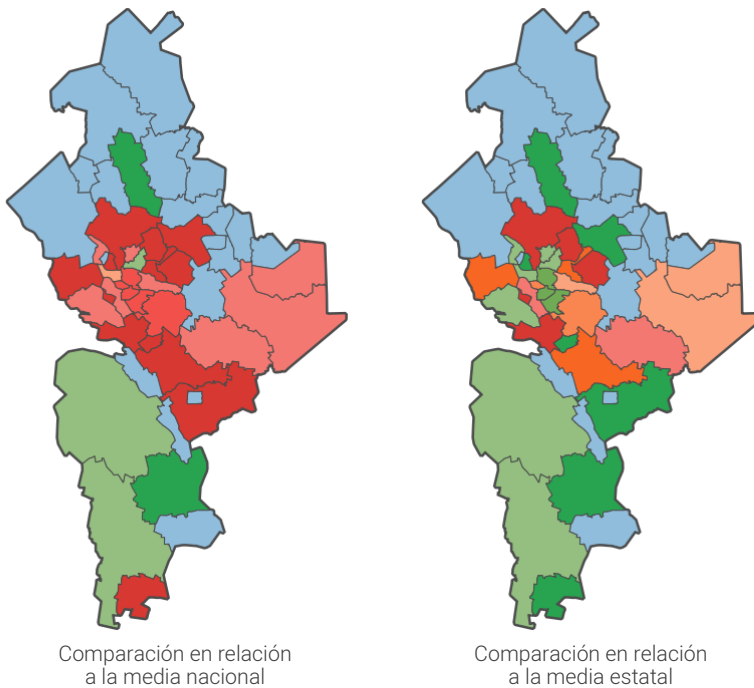 Comparación en relación
a la media nacional
Comparación en relación
a la media estatal